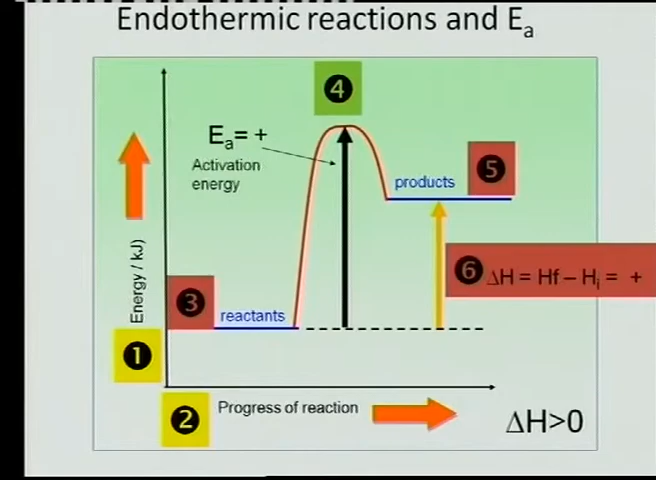 Endothermic reactions and Ea
4
Ea= +
Activation
energy
products
5
Energy / kJ)
6 ΔH = Hf – Hi = +
3
reactants
1
2
Progress of reaction
ΔH>0